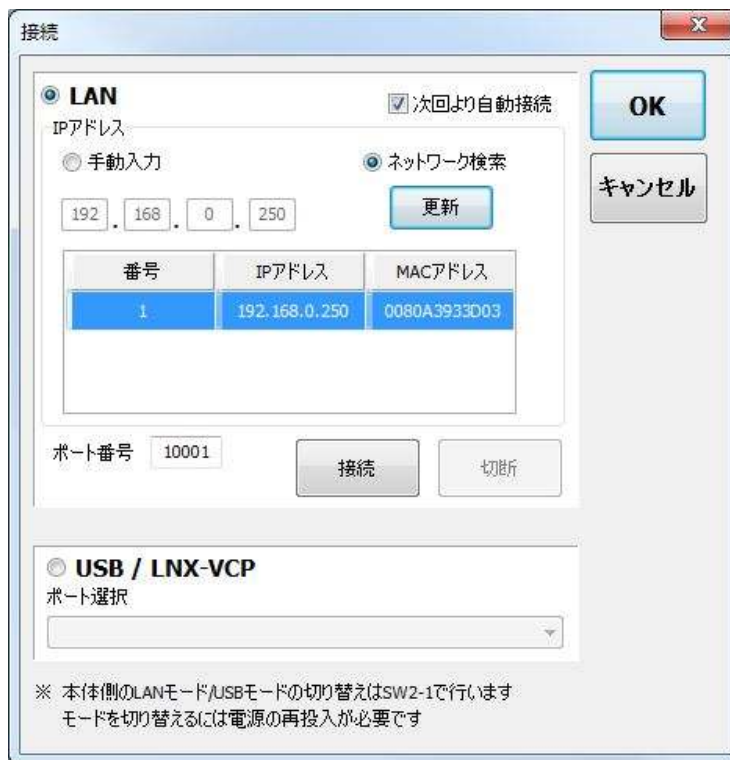 接続
LAN
次回より自動接続
OK
IPアドレス
手動入力
ネットワーク検索
キャンセル
192 . 168 . 0 . 250
更新
番号 IPアドレス MACアドレス
1 192.168.0.250 0080A3933D03
ポート番号 10001
接続
切断
USB / LNX-VCP
ポート選択
※ 本体側のLANモード/USBモードの切り替えはSW2-1で行います
モードを切り替えるには電源の再投入が必要です